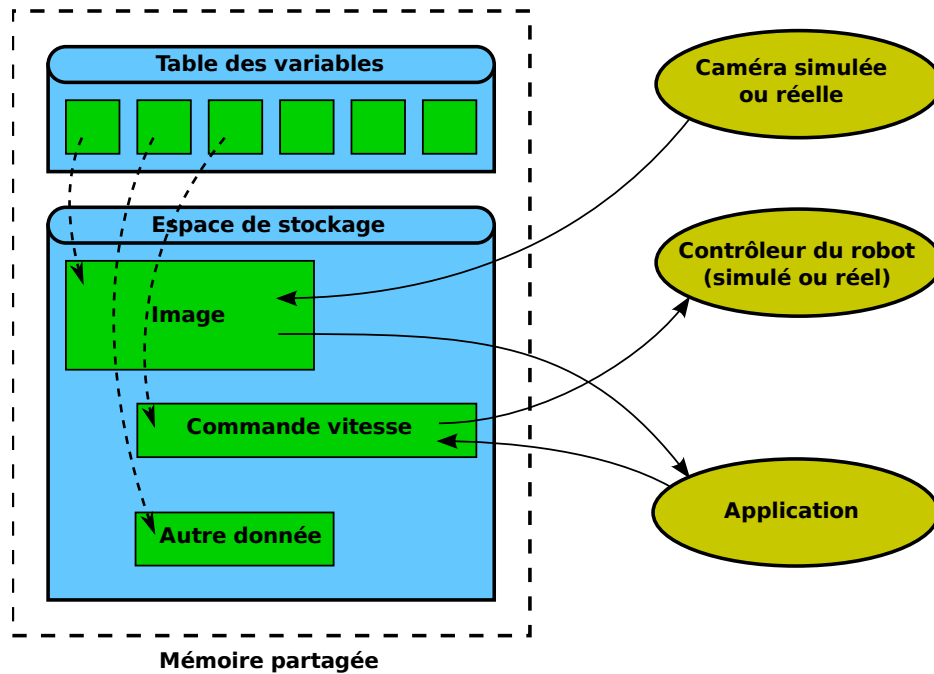 Table des variables
Espace de stockage
Image
Commande vitesse
Autre donnée
Mémoire partagée
Caméra simulée
ou réelle
Contrôleur du robot
(simulé ou réel)
Application